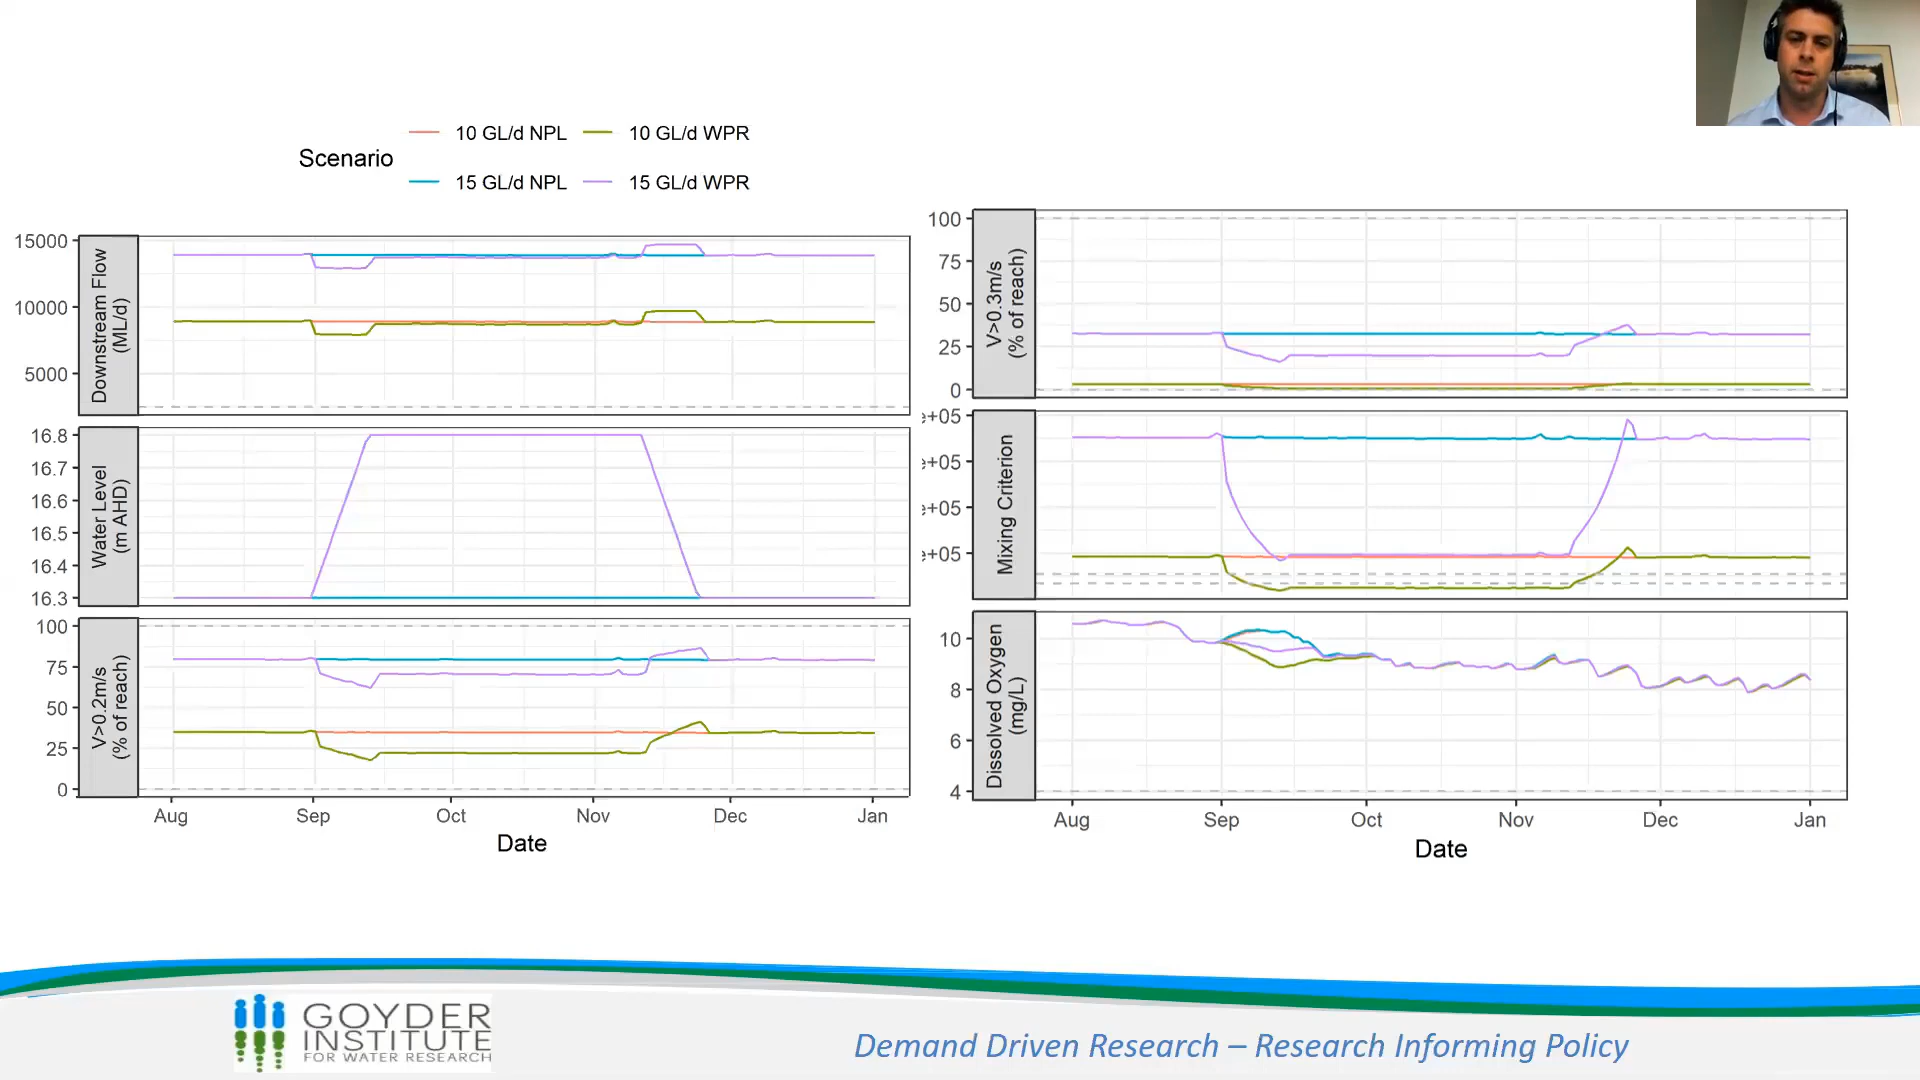 Scenario
10 GL/d NPL
10 GL/d WPR
15 GL/d NPL
15 GL/d WPR
Downstream Flow
(ML/d)
15000
10000
5000
Water Level
(m AHD)
16.8
16.7
16.6
16.5
16.4
16.3
V>0.2m/s
(% of reach)
100
75
50
25
0
Aug
Sep
Oct
Nov
Dec
Jan
Date
V>0.3m/s
(% of reach)
100
75
50
25
0
Mixing Criterion
e+05
e+05
e+05
e+05
Dissolved Oxygen
(mg/L)
10
8
6
4
Aug
Sep
Oct
Nov
Dec
Jan
Date
GOYDER
INSTITUTE
FOR WATER RESEARCH
Demand Driven Research – Research Informing Policy